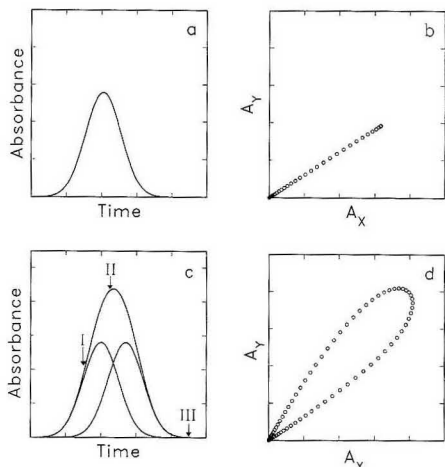 a
Absorbance
Time
b
A_Y
A_X
c
I
II
III
Absorbance
Time
d
A_Y
A_X